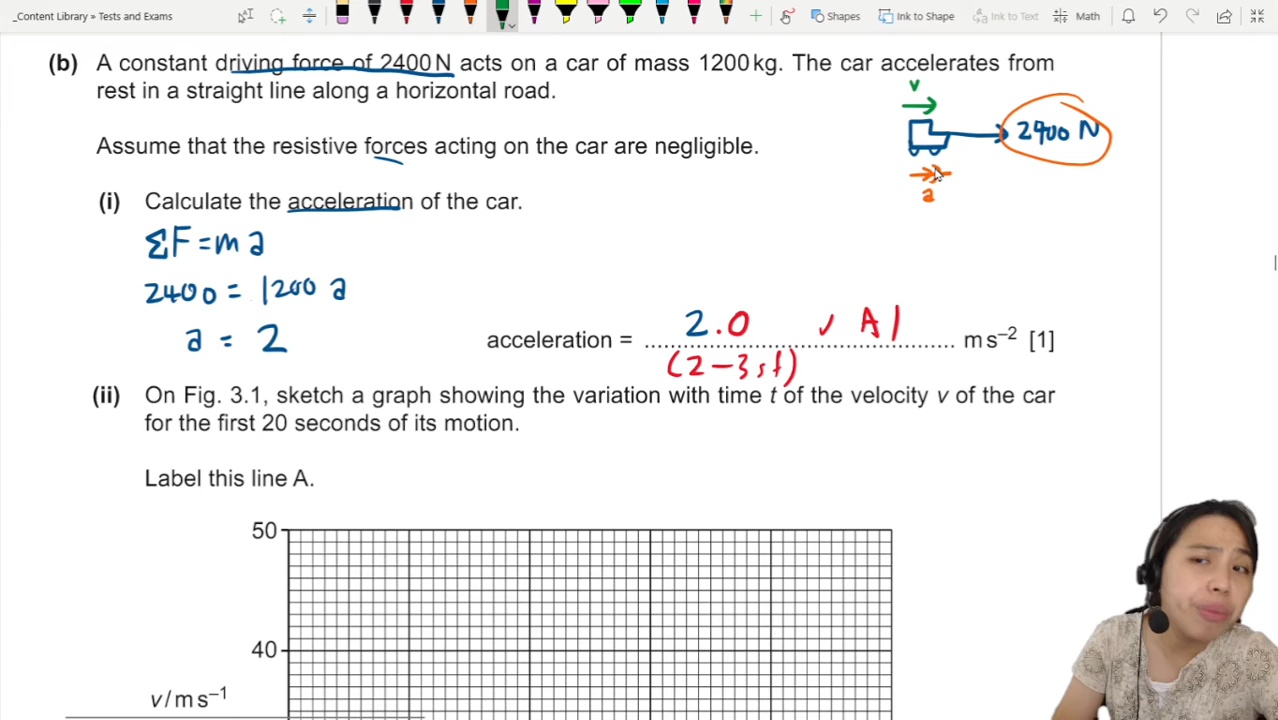 _Content Library » Tests and Exams
Shapes
Ink to Shape
Ink to Text
Math
(b) A constant driving force of 2400 N acts on a car of mass 1200 kg. The car accelerates from
rest in a straight line along a horizontal road.
v
2400 N
a
Assume that the resistive forces acting on the car are negligible.
(i) Calculate the acceleration of the car.
ΣF = ma
2400 = 1200 a
a = 2
2.0 ✓ A1
acceleration = .......................................................... m s⁻² [1]
(2-3 s.f)
(ii) On Fig. 3.1, sketch a graph showing the variation with time t of the velocity v of the car
for the first 20 seconds of its motion.
Label this line A.
50
40
v/m s⁻¹